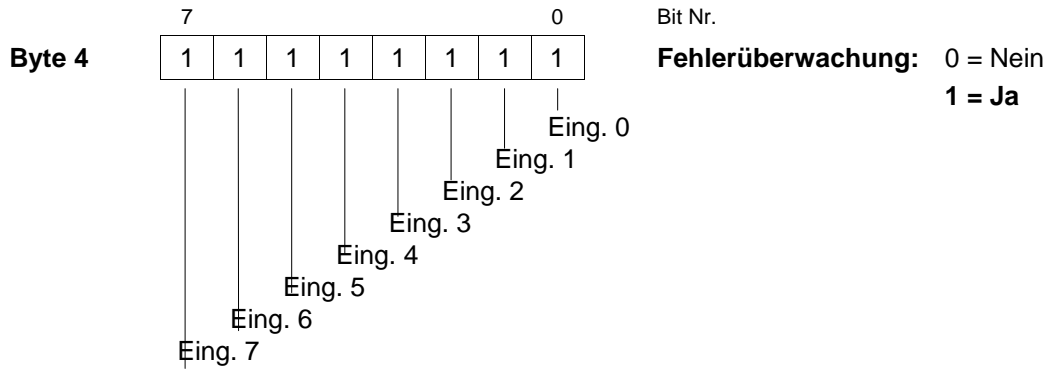 7 0 Bit Nr.
Byte 4 1 1 1 1 1 1 1 1 Fehlerüberwachung: 0 = Nein
1 = Ja
Eing. 0
Eing. 1
Eing. 2
Eing. 3
Eing. 4
Eing. 5
Eing. 6
Eing. 7